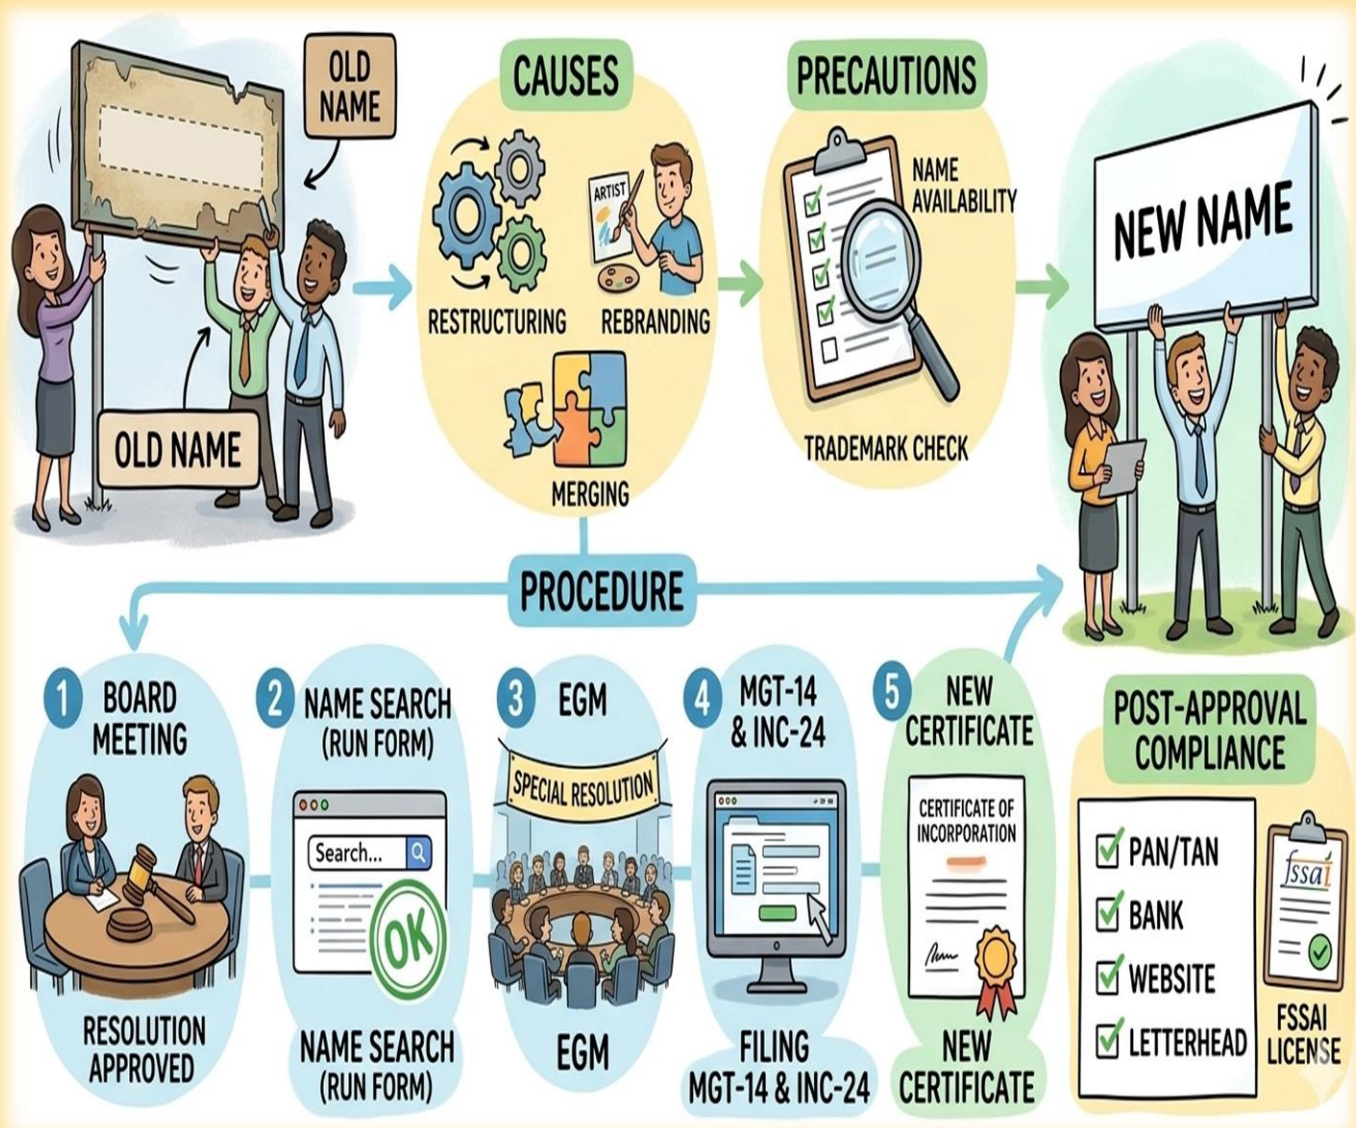 OLD
NAME
OLD NAME
CAUSES
ARTIST
RESTRUCTURING
REBRANDING
MERGING
PRECAUTIONS
NAME
AVAILABILITY
TRADEMARK CHECK
NEW NAME
PROCEDURE
1
BOARD
MEETING
RESOLUTION
APPROVED
2
NAME SEARCH
(RUN FORM)
Search...
OK
NAME SEARCH
(RUN FORM)
3
EGM
SPECIAL RESOLUTION
EGM
4
MGT-14
& INC-24
FILING
MGT-14 & INC-24
5
NEW
CERTIFICATE
CERTIFICATE OF
INCORPORATION
NEW
CERTIFICATE
POST-APPROVAL
COMPLIANCE
PAN/TAN
BANK
WEBSITE
LETTERHEAD
fssai
FSSAI
LICENSE